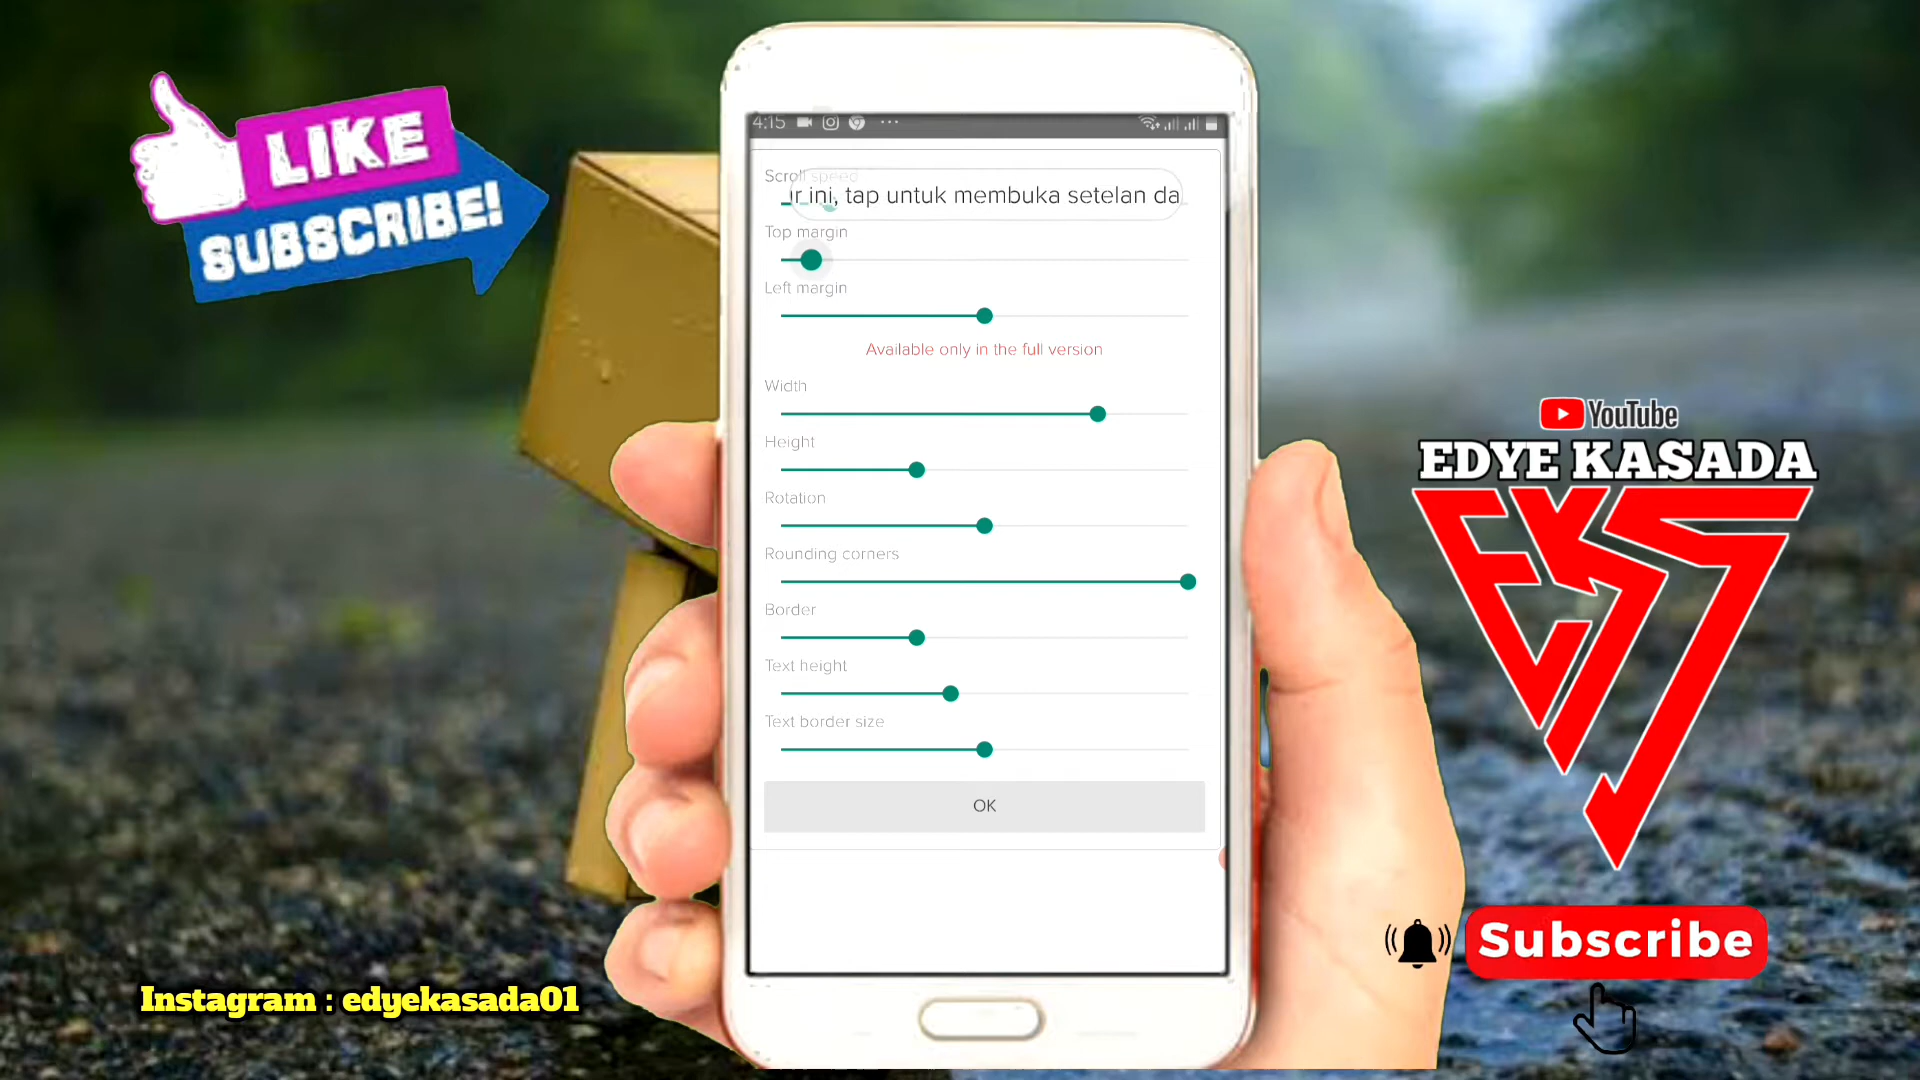 LIKE
SUBSCRIBE!
4:15
Scroll speed
r ini, tap untuk membuka setelan da
Top margin
Left margin
Available only in the full version
Width
Height
Rotation
Rounding corners
Border
Text height
Text border size
OK
YouTube
EDYE KASADA
Subscribe
Instagram : edyekasada01